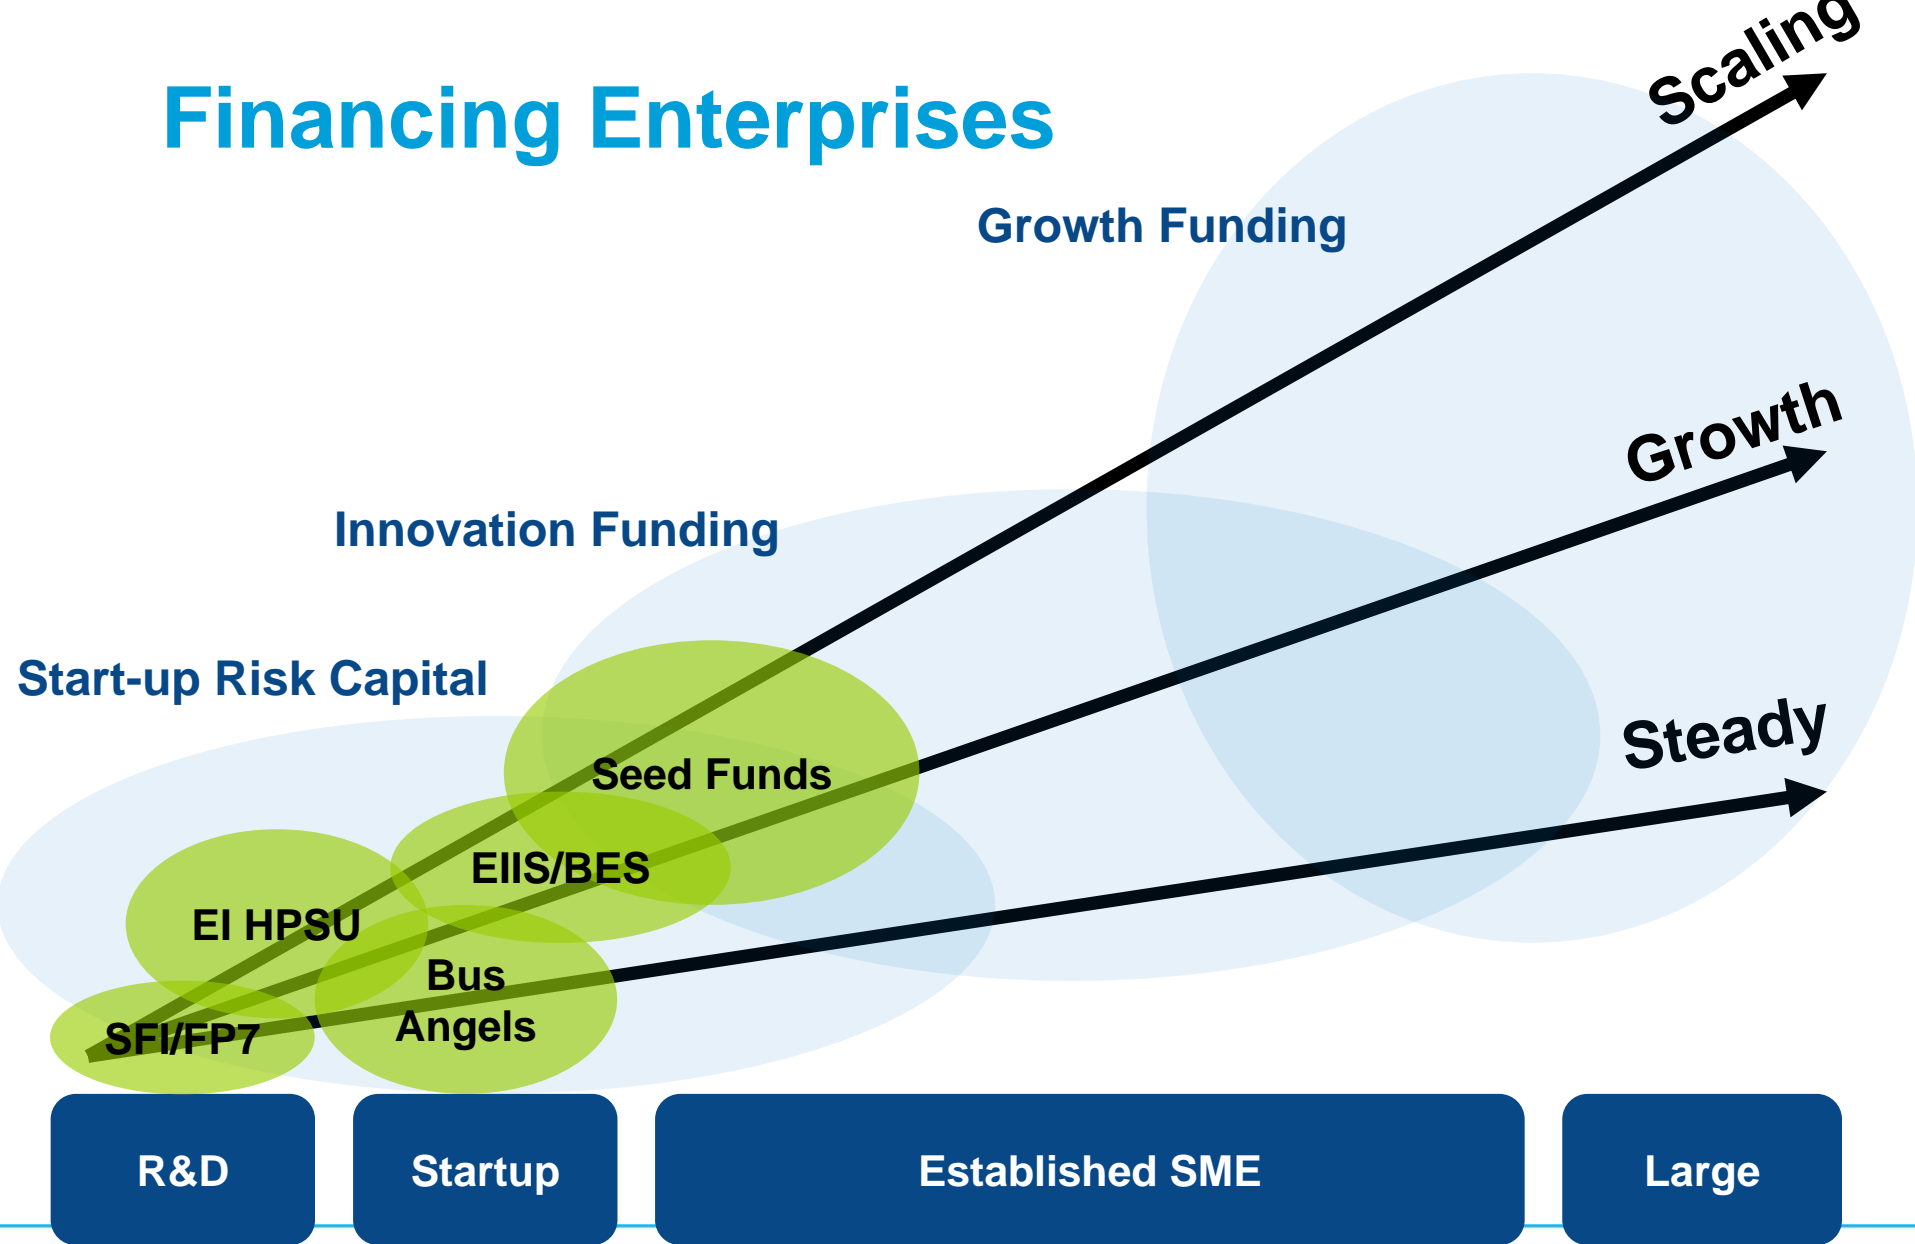 Scaling
Financing Enterprises
Growth Funding
Growth
Innovation Funding
Start-up Risk Capital
Steady
Seed Funds
EIIS/BES
EI HPSU
Bus
Angels
SFI/FP7
R&D
Startup
Established SME
Large